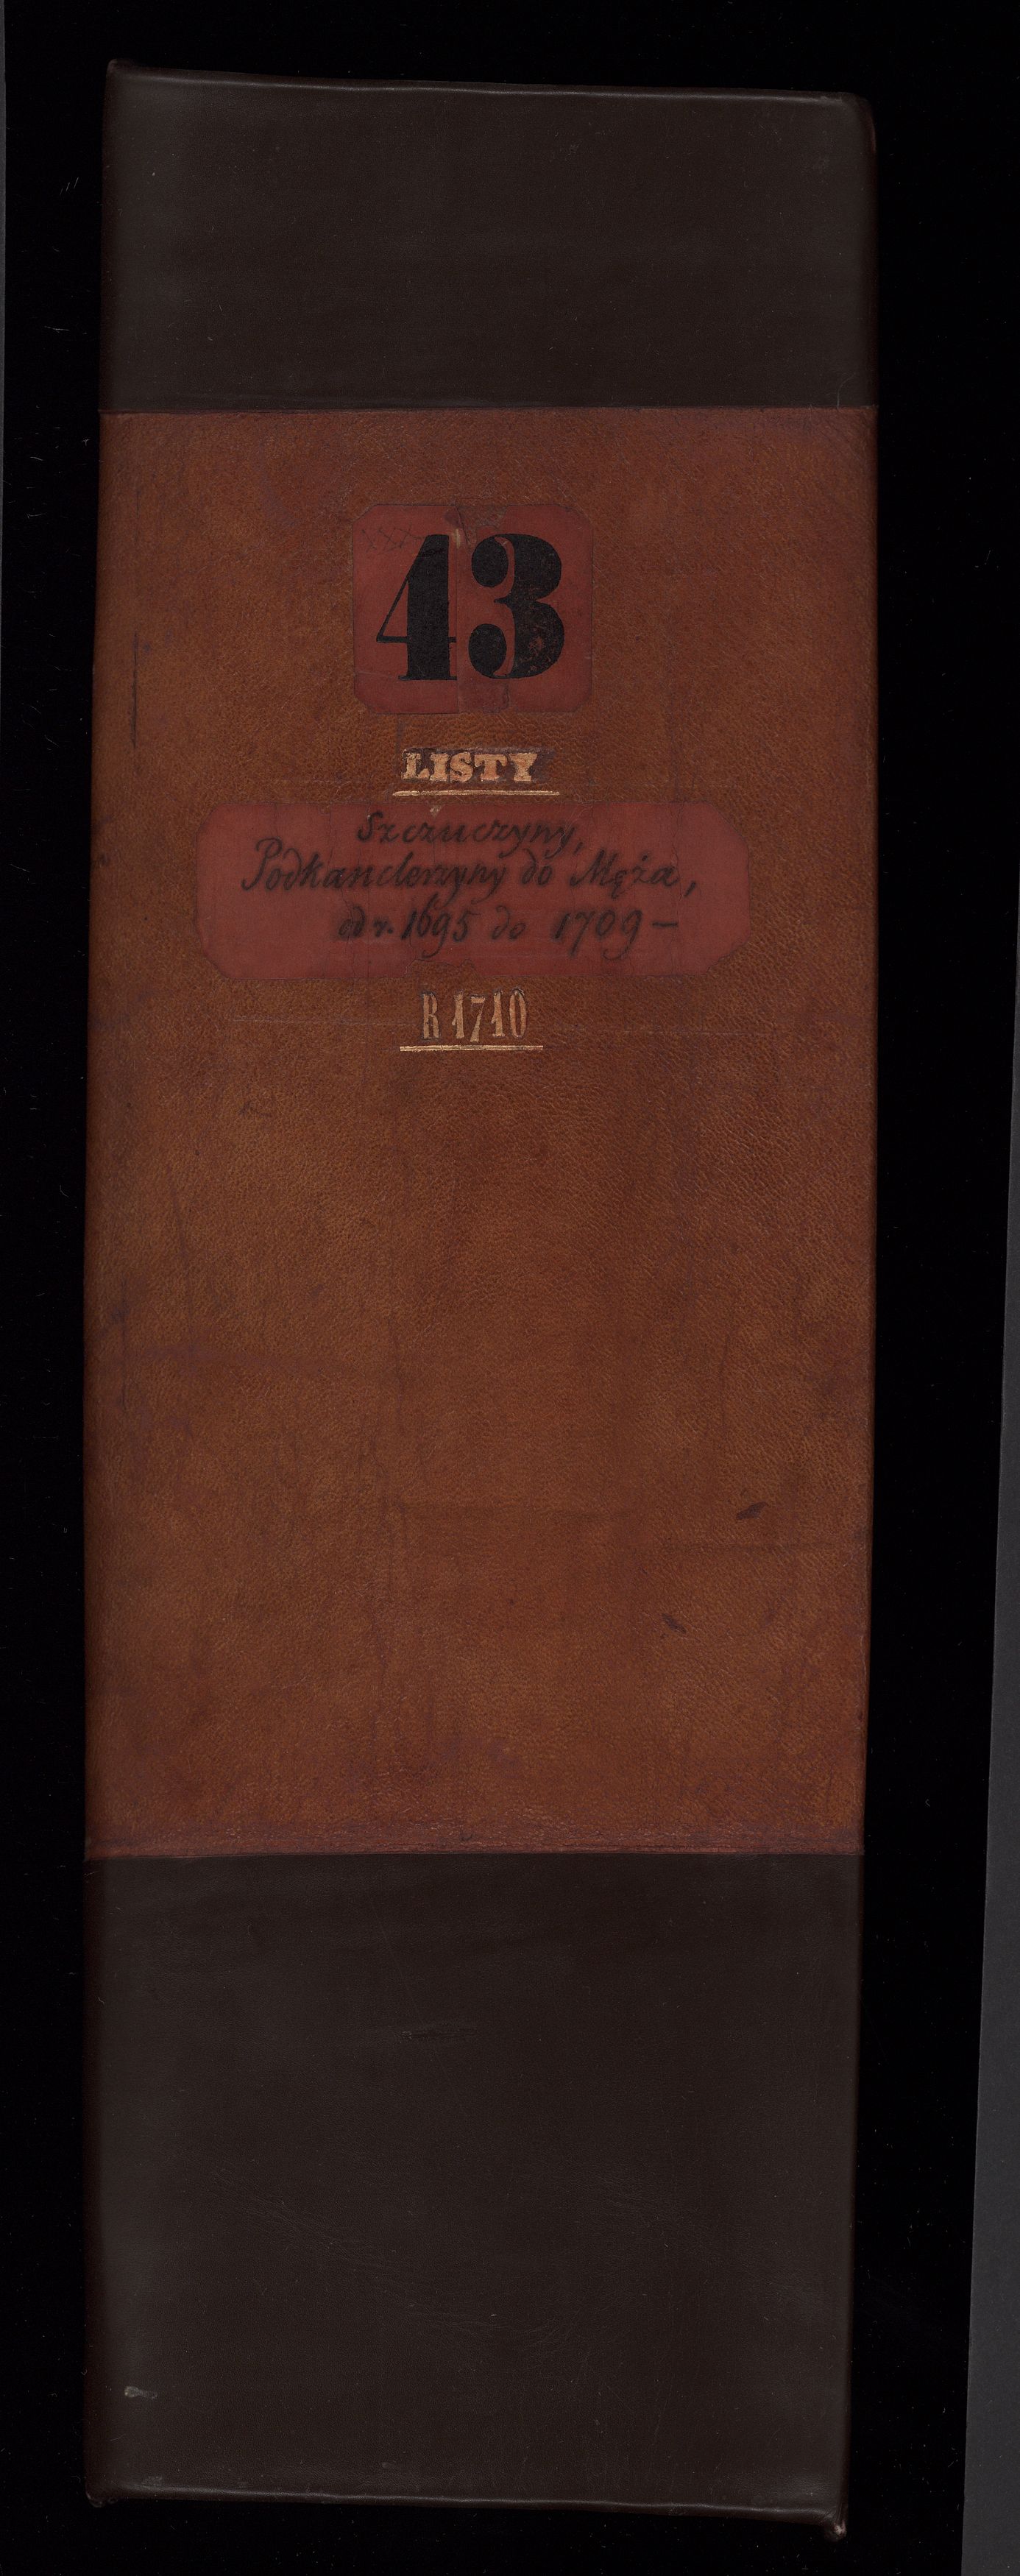 43
LISTY
Szczuczyny,
Podkanclerzyny do Męża,
od r. 1695 do 1709 –
R 1710